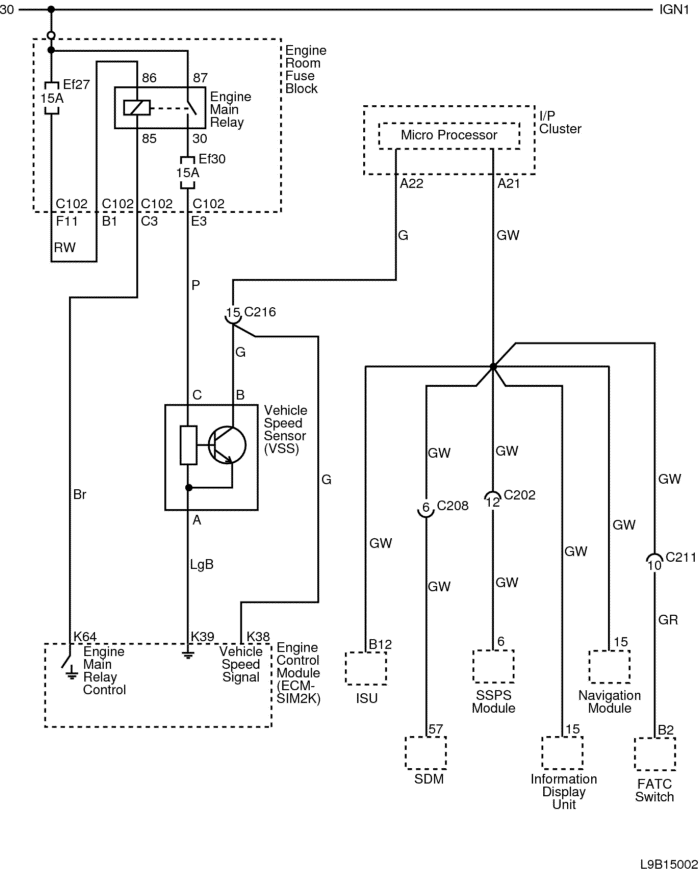 30
IGN1
Engine
Room
Fuse
Block
Ef27
15A
86
87
Engine
Main
Relay
85
30
Ef30
15A
C102
C102
C102
C102
F11
B1
C3
E3
RW
I/P
Cluster
Micro Processor
A22
A21
G
GW
P
15
C216
G
C
B
Vehicle
Speed
Sensor
(VSS)
A
Br
G
LgB
GW
GW
GW
6
C208
12
C202
GW
C211
10
GW
GW
GW
GW
GR
K64
K39
K38
Engine
Main
Relay
Control
Vehicle
Speed
Signal
Engine
Control
Module
(ECM-
SIM2K)
B12
ISU
6
SSPS
Module
15
Navigation
Module
57
SDM
15
Information
Display
Unit
B2
FATC
Switch
L9B15002